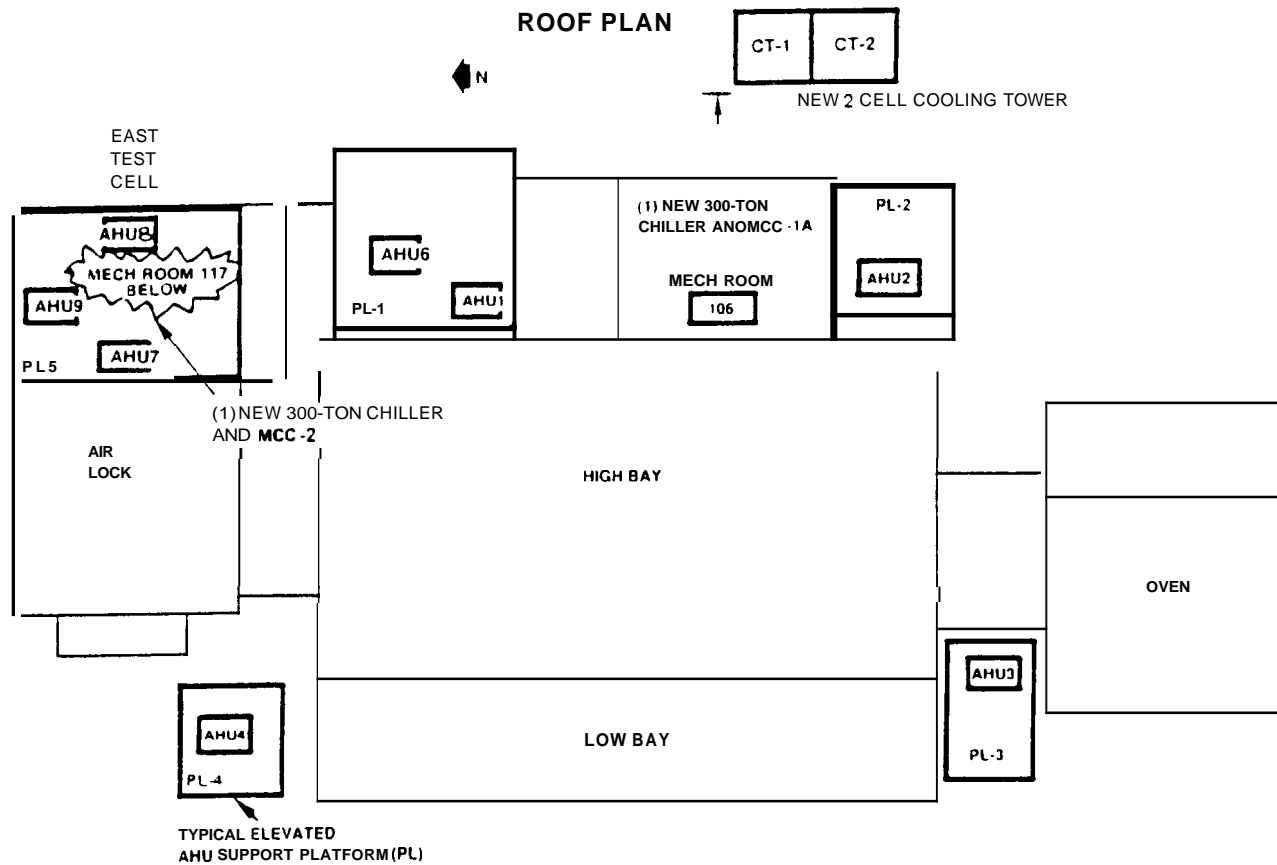 ROOF PLAN
CT-1
CT-2
N
NEW 2 CELL COOLING TOWER
EAST
TEST
CELL
(1) NEW 300-TON
CHILLER ANOMCC -1A
PL-2
AHU8
AHU6
MECH ROOM 117
BELOW
MECH ROOM
AHU2
AHU9
PL-1
AHU1
106
AHU7
PL5
(1) NEW 300-TON CHILLER
AND MCC -2
AIR
LOCK
HIGH BAY
OVEN
AHU3
AHU4
LOW BAY
PL-3
PL-4
TYPICAL ELEVATED
AHU SUPPORT PLATFORM (PL)